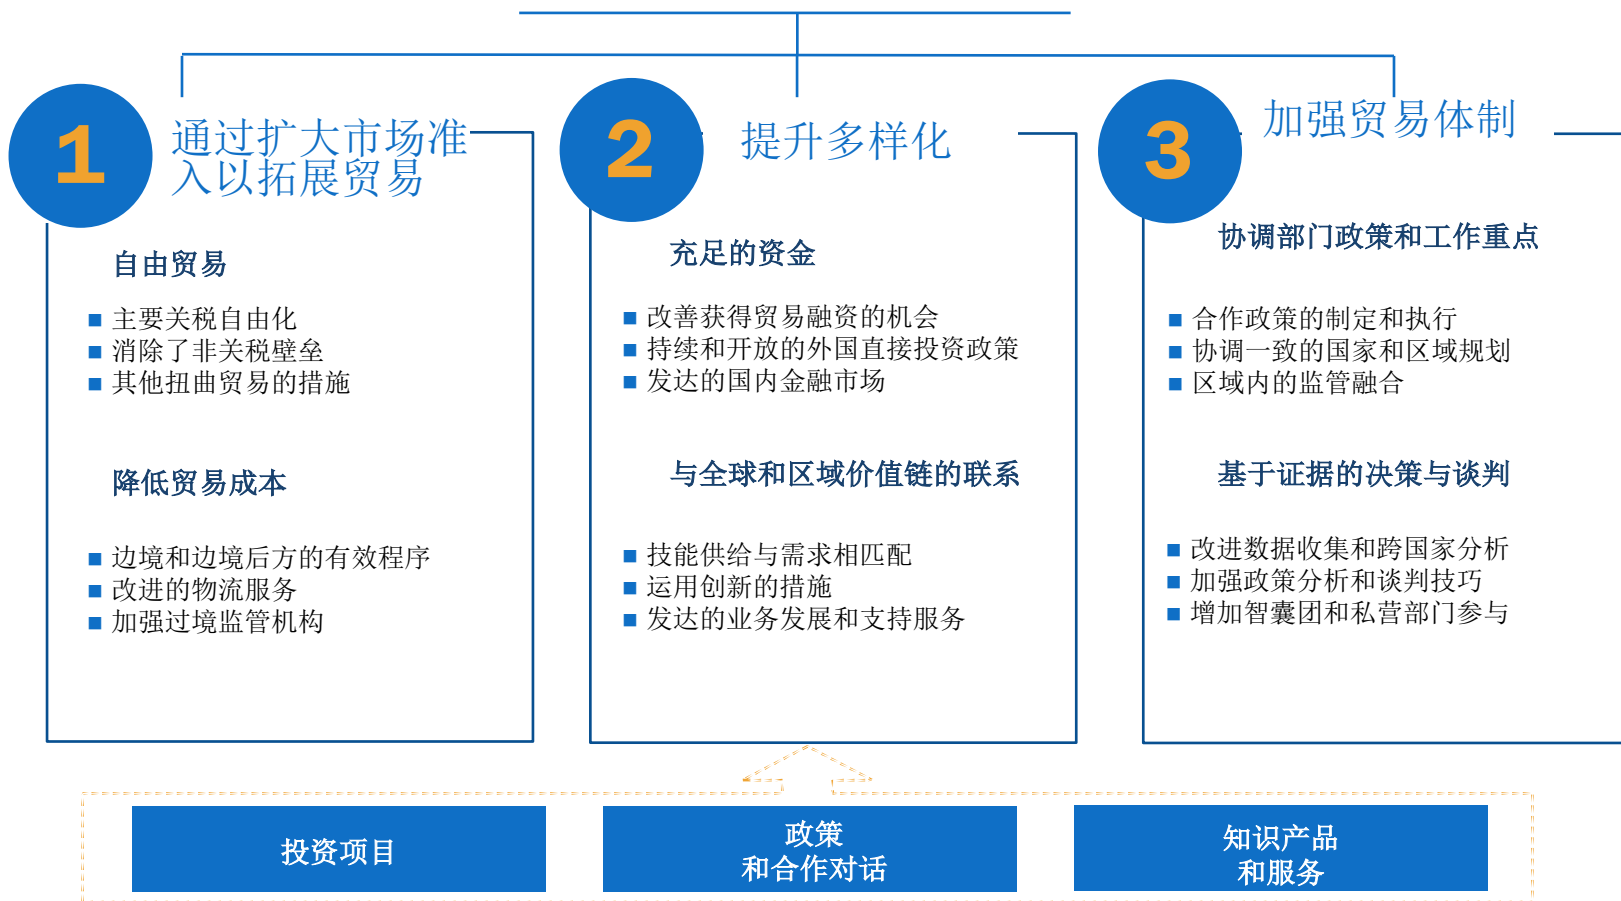 1
通过扩大市场准
入以拓展贸易
自由贸易
主要关税自由化
消除了非关税壁垒
其他扭曲贸易的措施
降低贸易成本
边境和边境后方的有效程序
改进的物流服务
加强过境监管机构
2
提升多样化
充足的资金
改善获得贸易融资的机会
持续和开放的外国直接投资政策
发达的国内金融市场
与全球和区域价值链的联系
技能供给与需求相匹配
运用创新的措施
发达的业务发展和支持服务
3
加强贸易体制
协调部门政策和工作重点
合作政策的制定和执行
协调一致的国家和区域规划
区域内的监管融合
基于证据的决策与谈判
改进数据收集和跨国家分析
加强政策分析和谈判技巧
增加智囊团和私营部门参与
投资项目
政策
和合作对话
知识产品
和服务